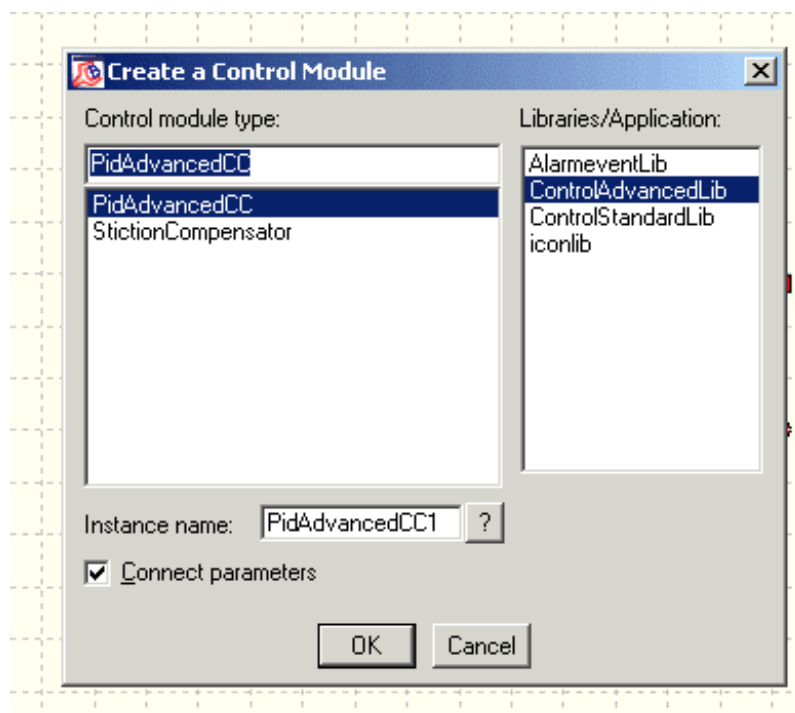 Create a Control Module
Control module type:
PidAdvancedCC
PidAdvancedCC
StictionCompensator
Libraries/Application:
AlarmeventLib
ControlAdvancedLib
ControlStandardLib
iconlib
Instance name: PidAdvancedCC1 ?
Connect parameters
OK Cancel